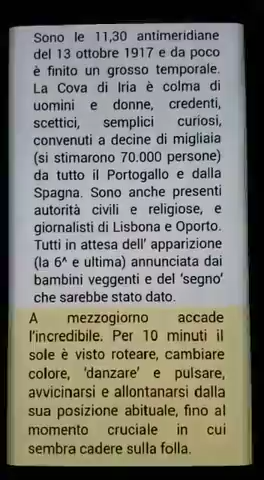 Sono le 11,30 antimeridiane
del 13 ottobre 1917 e da poco
è finito un grosso temporale.
La Cova di Iria è colma di
uomini e donne, credenti,
scettici, semplici curiosi,
convenuti a decine di migliaia
(si stimarono 70.000 persone)
da tutto il Portogallo e dalla
Spagna. Sono anche presenti
autorità civili e religiose, e
giornalisti di Lisbona e Oporto.
Tutti in attesa dell' apparizione
(la 6^ e ultima) annunciata dai
bambini veggenti e del 'segno'
che sarebbe stato dato.
A mezzogiorno accade
l'incredibile. Per 10 minuti il
sole è visto roteare, cambiare
colore, 'danzare' e pulsare,
avvicinarsi e allontanarsi dalla
sua posizione abituale, fino al
momento cruciale in cui
sembra cadere sulla folla.